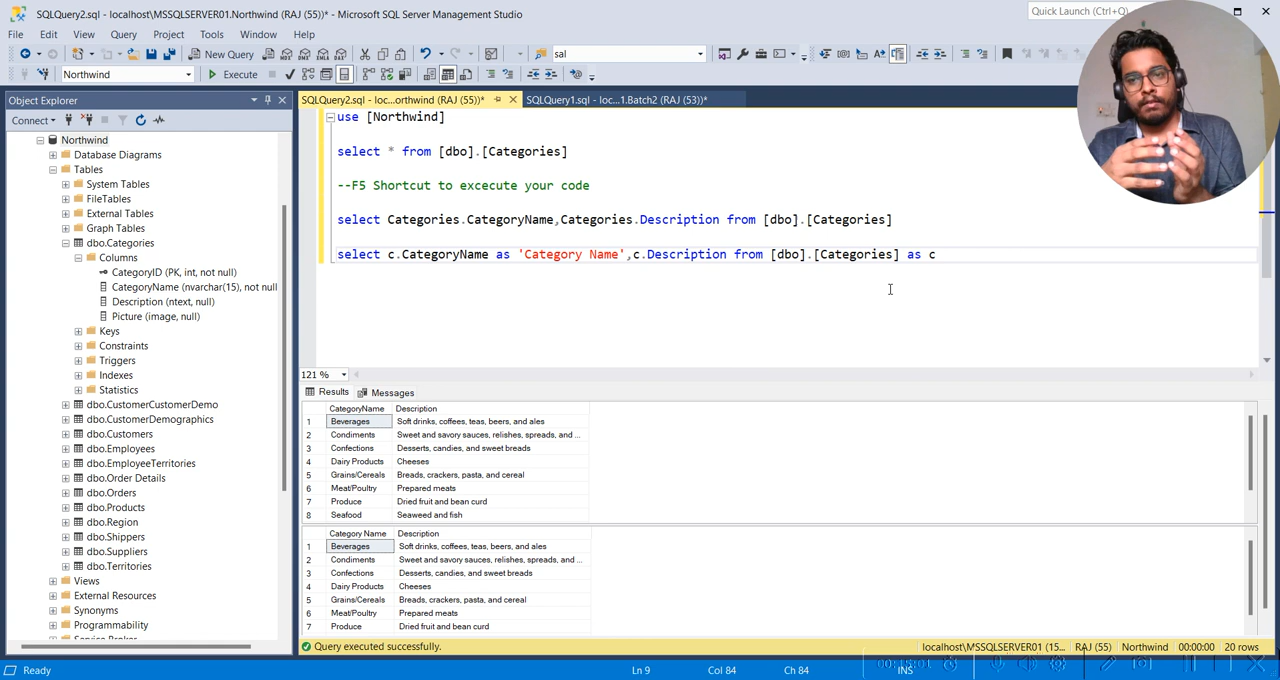 SQLQuery2.sql - localhost\MSSQLSERVER01.Northwind (RAJ (55))* - Microsoft SQL Server Management Studio
Quick Launch (Ctrl+Q)
File Edit View Query Project Tools Window Help
New Query
sal
Northwind
Execute
Object Explorer
SQLQuery2.sql - loc...orthwind (RAJ (55))*
SQLQuery1.sql - loc...1.Batch2 (RAJ (53))*
Connect
Northwind
Database Diagrams
Tables
System Tables
FileTables
External Tables
Graph Tables
dbo.Categories
Columns
CategoryID (PK, int, not null)
CategoryName (nvarchar(15), not null
Description (ntext, null)
Picture (image, null)
Keys
Constraints
Triggers
Indexes
Statistics
dbo.CustomerCustomerDemo
dbo.CustomerDemographics
dbo.Customers
dbo.Employees
dbo.EmployeeTerritories
dbo.Order Details
dbo.Orders
dbo.Products
dbo.Region
dbo.Shippers
dbo.Suppliers
dbo.Territories
Views
External Resources
Synonyms
Programmability
Service Broker
use [Northwind]
select * from [dbo].[Categories]
--F5 Shortcut to excecute your code
select Categories.CategoryName,Categories.Description from [dbo].[Categories]
select c.CategoryName as 'Category Name',c.Description from [dbo].[Categories] as c
121 %
Results Messages
CategoryName Description
1 Beverages Soft drinks, coffees, teas, beers, and ales
2 Condiments Sweet and savory sauces, relishes, spreads, and ...
3 Confections Desserts, candies, and sweet breads
4 Dairy Products Cheeses
5 Grains/Cereals Breads, crackers, pasta, and cereal
6 Meat/Poultry Prepared meats
7 Produce Dried fruit and bean curd
8 Seafood Seaweed and fish
Category Name Description
1 Beverages Soft drinks, coffees, teas, beers, and ales
2 Condiments Sweet and savory sauces, relishes, spreads, and ...
3 Confections Desserts, candies, and sweet breads
4 Dairy Products Cheeses
5 Grains/Cereals Breads, crackers, pasta, and cereal
6 Meat/Poultry Prepared meats
7 Produce Dried fruit and bean curd
Query executed successfully.
localhost\MSSQLSERVER01 (15... RAJ (55) Northwind 00:00:00 20 rows
Ready
Ln 9 Col 84 Ch 84 INS